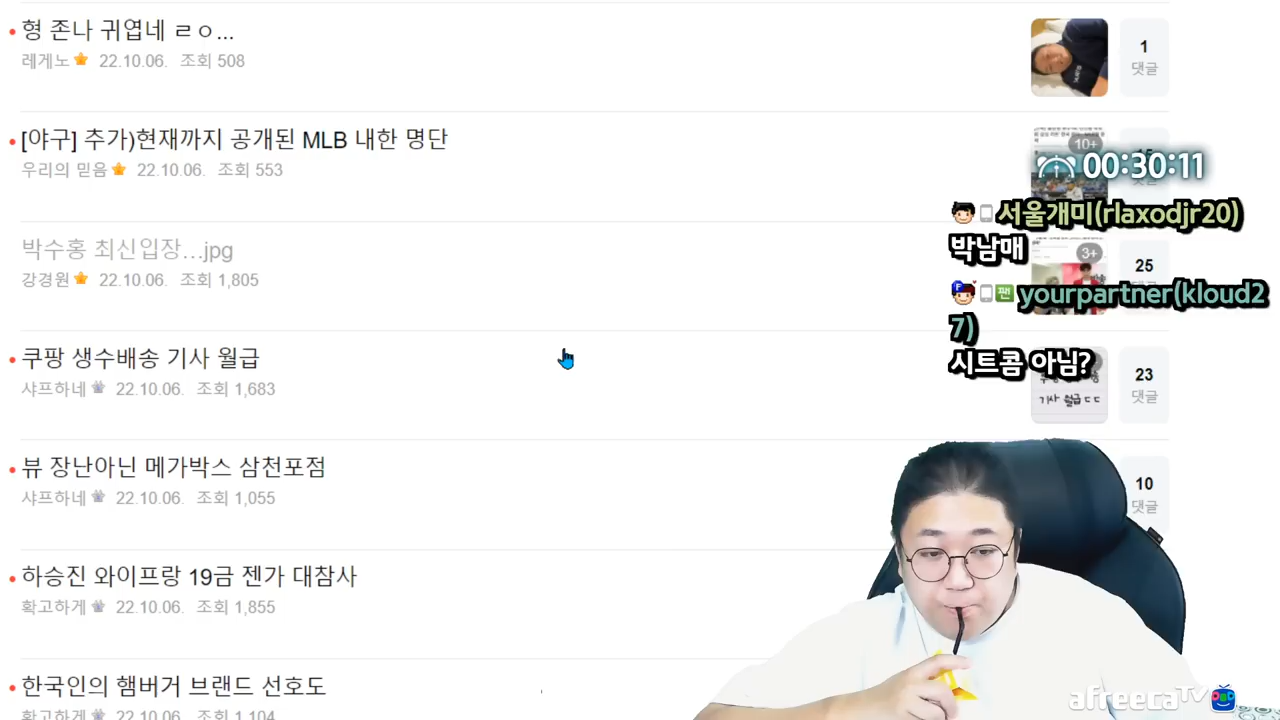 형 존나 귀엽네 ㄹㅇ...
레게노 22.10.06. 조회 508
1
댓글
[야구] 추가)현재까지 공개된 MLB 내한 명단
우리의 믿음 22.10.06. 조회 553
10+
00:30:11
서울개미(rlaxodjr20)
박남매
박수홍 최신입장...jpg
강경원 22.10.06. 조회 1,805
3+
25
yourpartner(kloud2
7)
시트콤 아님?
쿠팡 생수배송 기사 월급
샤프하네 22.10.06. 조회 1,683
기사 월급ㄷㄷ
23
댓글
뷰 장난아닌 메가박스 삼천포점
샤프하네 22.10.06. 조회 1,055
10
댓글
하승진 와이프랑 19금 젠가 대참사
확고하게 22.10.06. 조회 1,855
한국인의 햄버거 브랜드 선호도
확고하게 22.10.06. 조회 1,104
afreecaTV